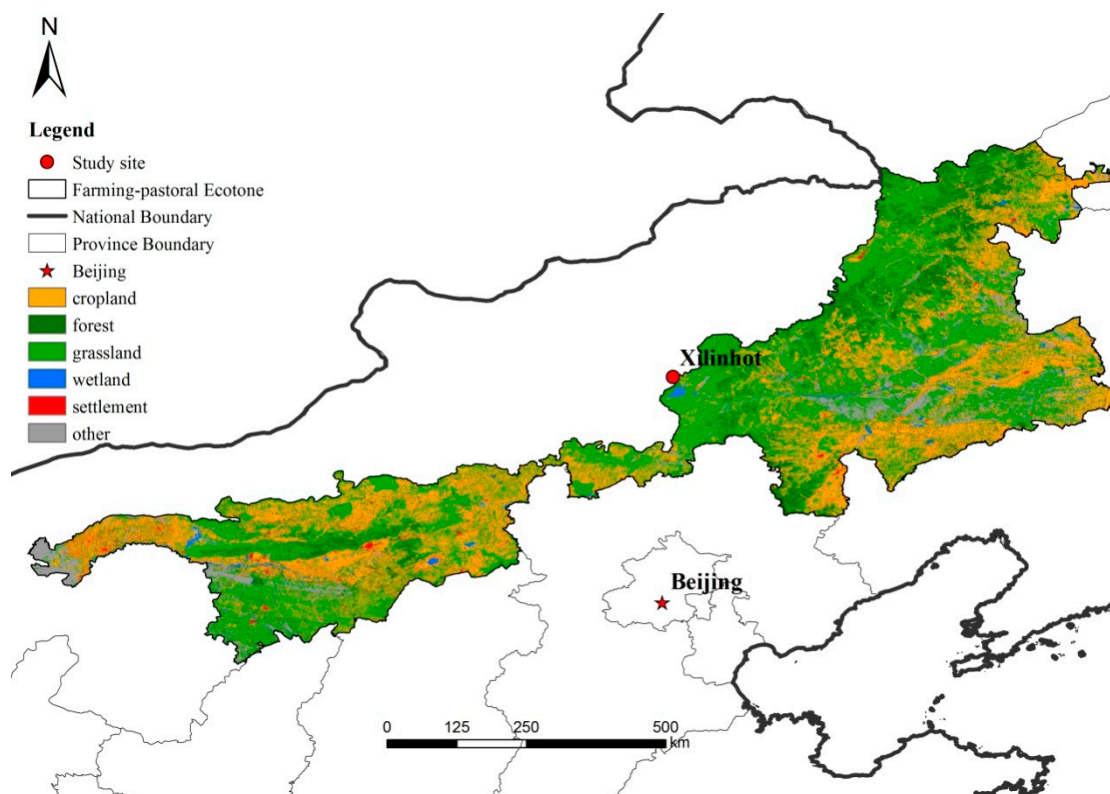 N
Legend
Study site
Farming-pastoral Ecotone
National Boundary
Province Boundary
Beijing
cropland
forest
grassland
wetland
settlement
other
Xilinhot
Beijing
0 125 250 500
km